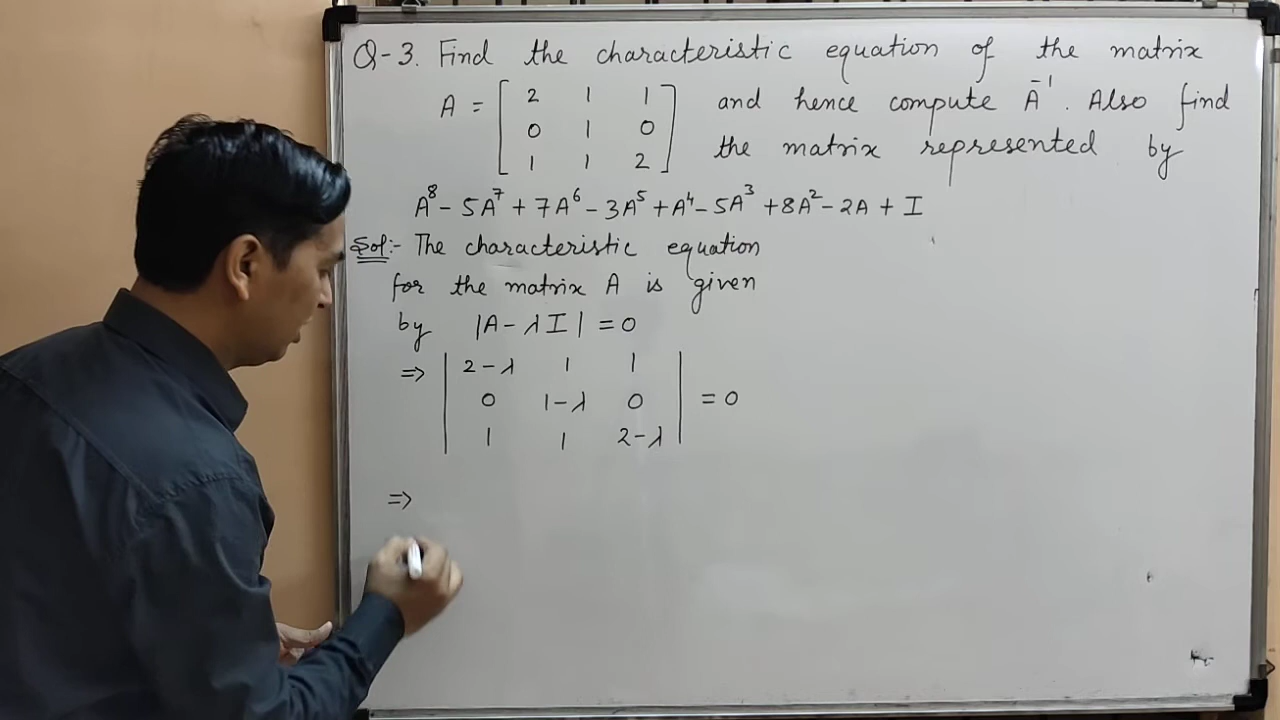 Q-3. Find the characteristic equation of the matrix
A = [ 2 1 1 ] and hence compute A⁻¹. Also find
[ 0 1 0 ] the matrix represented by
[ 1 1 2 ]
A⁸ - 5A⁷ + 7A⁶ - 3A⁵ + A⁴ - 5A³ + 8A² - 2A + I
Sol:- The characteristic equation
for the matrix A is given
by |A - λI| = 0
=> | 2-λ 1 1 |
| 0 1-λ 0 | = 0
| 1 1 2-λ |
=>